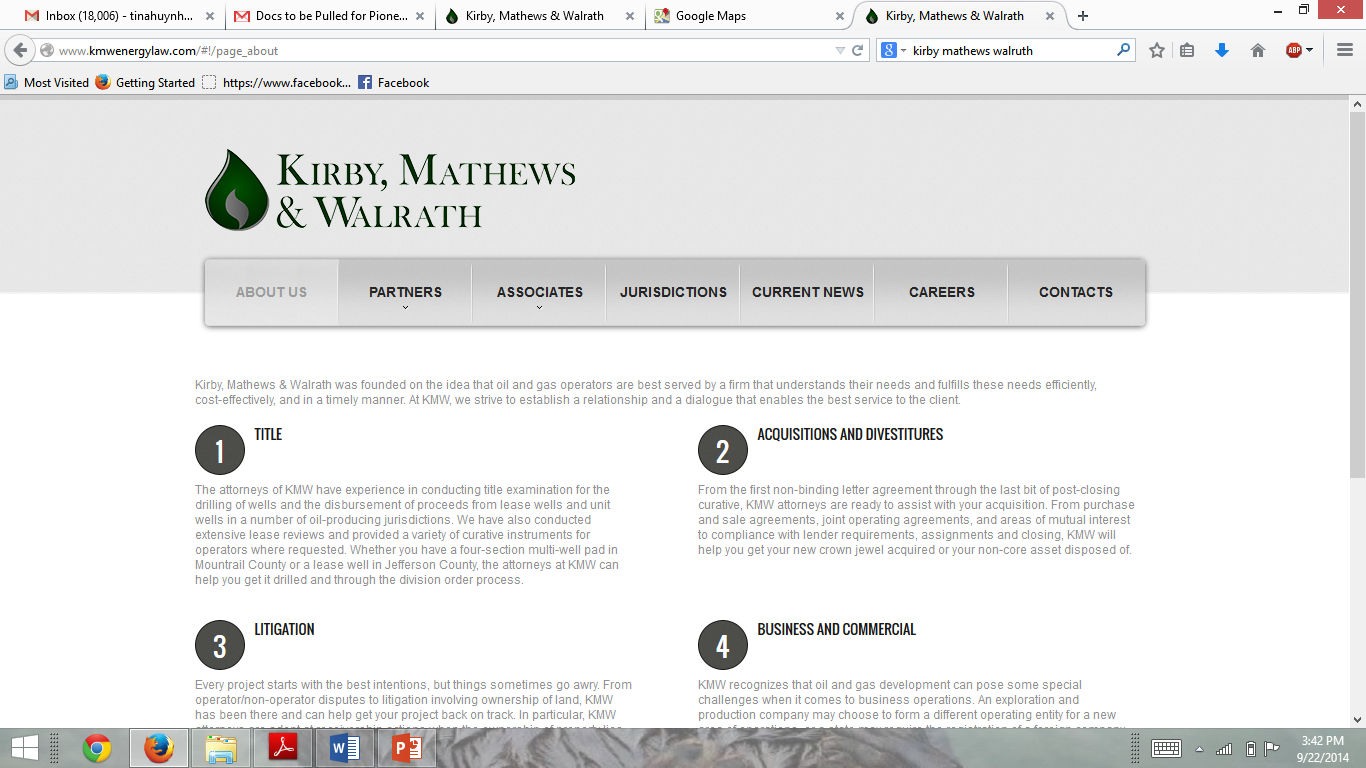 Inbox (18,006) - tinahuynh...
Docs to be Pulled for Pione...
Kirby, Mathews & Walrath
Google Maps
Kirby, Mathews & Walrath
www.kmwenergylaw.com/#!/page_about
kirby mathews walruth
ABP
Most Visited
Getting Started
https://www.facebook...
Facebook
KIRBY, MATHEWS
& WALRATH
ABOUT US
PARTNERS
ASSOCIATES
JURISDICTIONS
CURRENT NEWS
CAREERS
CONTACTS
Kirby, Mathews & Walrath was founded on the idea that oil and gas operators are best served by a firm that understands their needs and fulfills these needs efficiently,
cost-effectively, and in a timely manner. At KMW, we strive to establish a relationship and a dialogue that enables the best service to the client.
1 TITLE
The attorneys of KMW have experience in conducting title examination for the
drilling of wells and the disbursement of proceeds from lease wells and unit
wells in a number of oil-producing jurisdictions. We have also conducted
extensive lease reviews and provided a variety of curative instruments for
operators where requested. Whether you have a four-section multi-well pad in
Mountrail County or a lease well in Jefferson County, the attorneys at KMW can
help you get it drilled and through the division order process.
2 ACQUISITIONS AND DIVESTITURES
From the first non-binding letter agreement through the last bit of post-closing
curative, KMW attorneys are ready to assist with your acquisition. From purchase
and sale agreements, joint operating agreements, and areas of mutual interest
to compliance with lender requirements, assignments and closing, KMW will
help you get your new crown jewel acquired or your non-core asset disposed of.
3 LITIGATION
Every project starts with the best intentions, but things sometimes go awry. From
operator/non-operator disputes to litigation involving ownership of land, KMW
has been there and can help get your project back on track. In particular, KMW
4 BUSINESS AND COMMERCIAL
KMW recognizes that oil and gas development can pose some special
challenges when it comes to business operations. An exploration and
production company may choose to form a different operating entity for a new
3:42 PM
9/22/2014